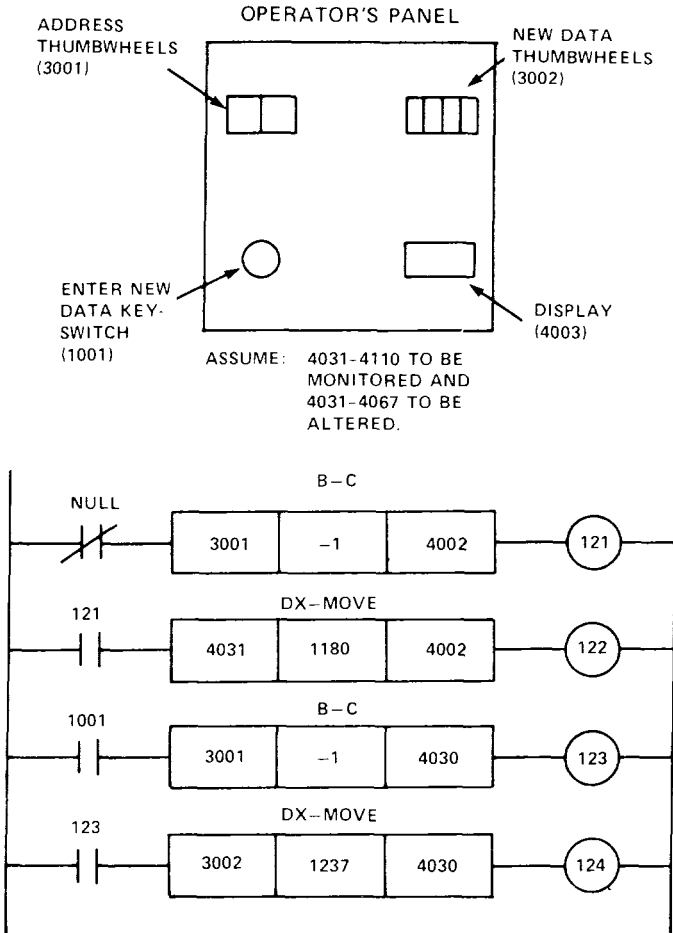 OPERATOR'S PANEL
ADDRESS
THUMBWHEELS
(3001)
NEW DATA
THUMBWHEELS
(3002)
ENTER NEW
DATA KEY-
SWITCH
(1001)
DISPLAY
(4003)
ASSUME: 4031-4110 TO BE
MONITORED AND
4031-4067 TO BE
ALTERED.
B–C
NULL
3001 –1 4002 121
DX–MOVE
121
4031 1180 4002 122
B–C
1001
3001 –1 4030 123
DX–MOVE
123
3002 1237 4030 124